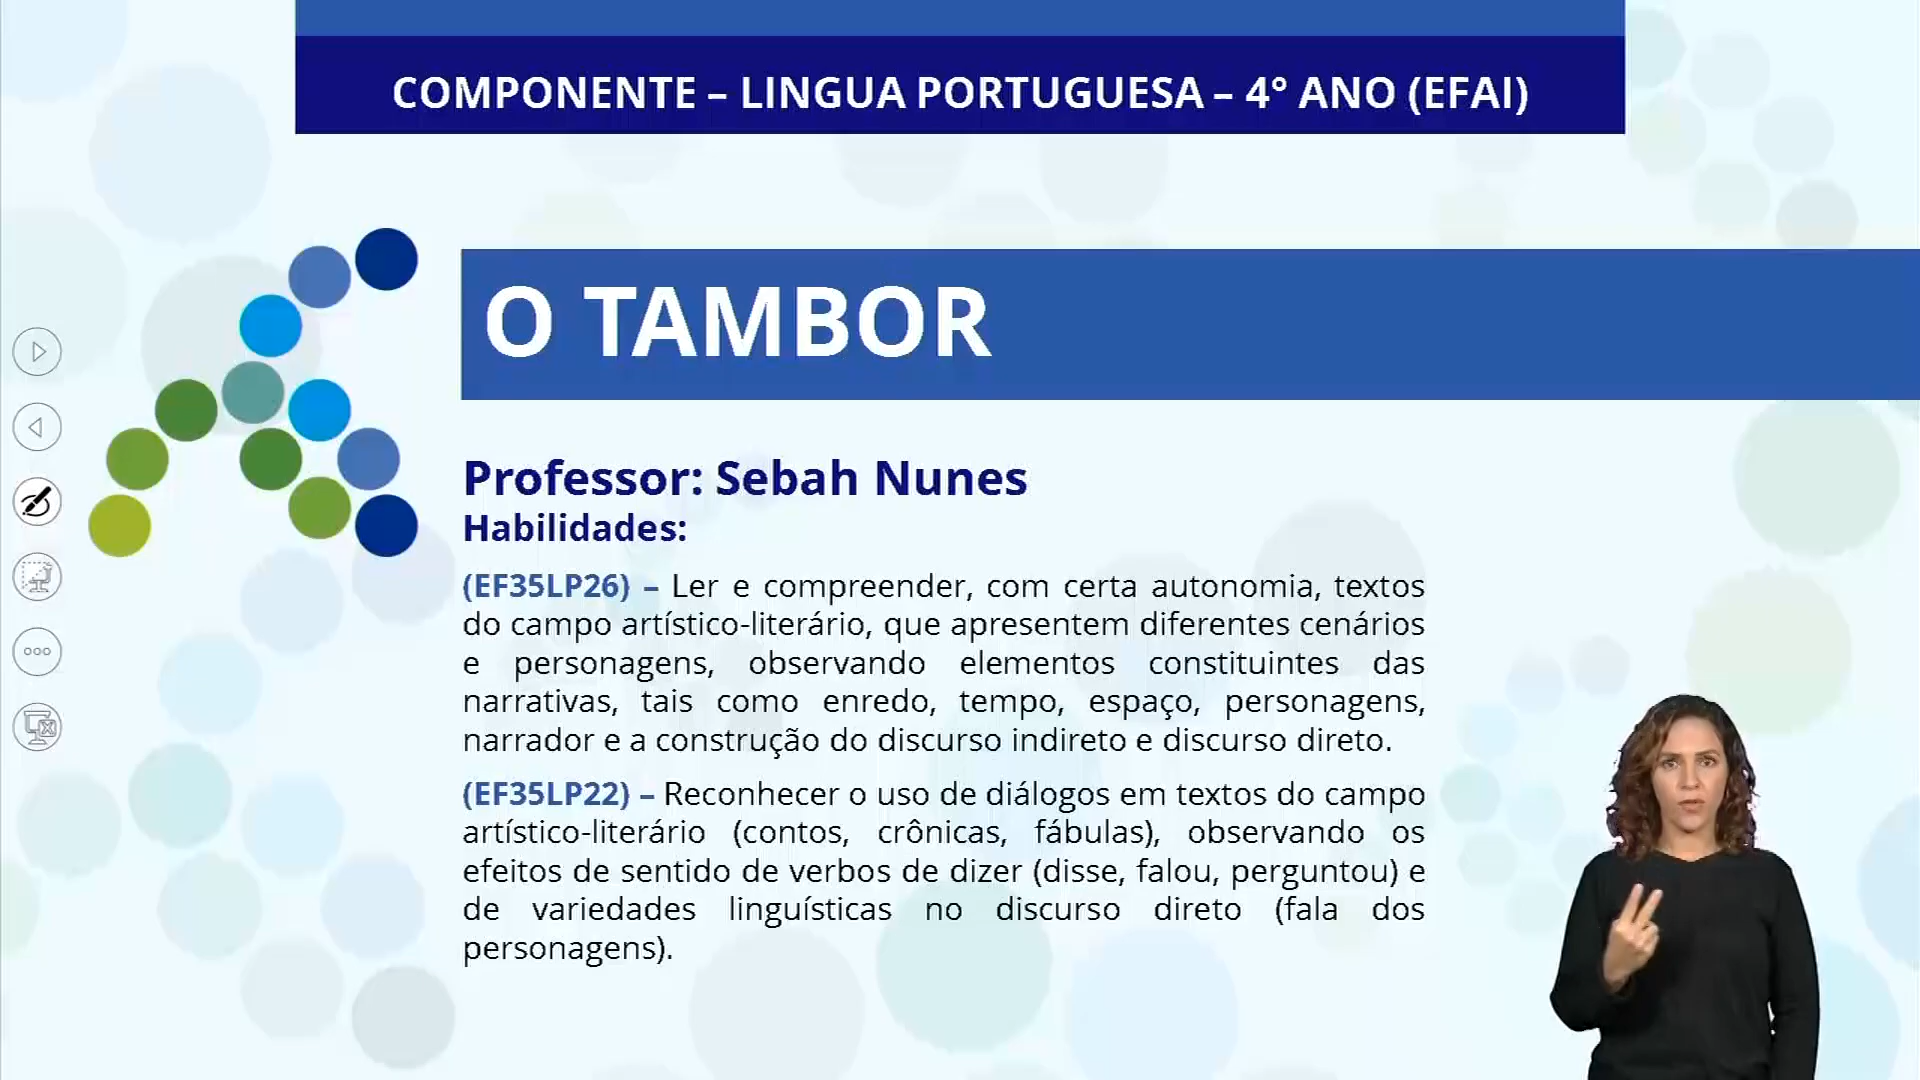 COMPONENTE – LINGUA PORTUGUESA – 4° ANO (EFAI)
O TAMBOR
Professor: Sebah Nunes
Habilidades:
(EF35LP26) – Ler e compreender, com certa autonomia, textos
do campo artístico-literário, que apresentem diferentes cenários
e personagens, observando elementos constituintes das
narrativas, tais como enredo, tempo, espaço, personagens,
narrador e a construção do discurso indireto e discurso direto.
(EF35LP22) – Reconhecer o uso de diálogos em textos do campo
artístico-literário (contos, crônicas, fábulas), observando os
efeitos de sentido de verbos de dizer (disse, falou, perguntou) e
de variedades linguísticas no discurso direto (fala dos
personagens).